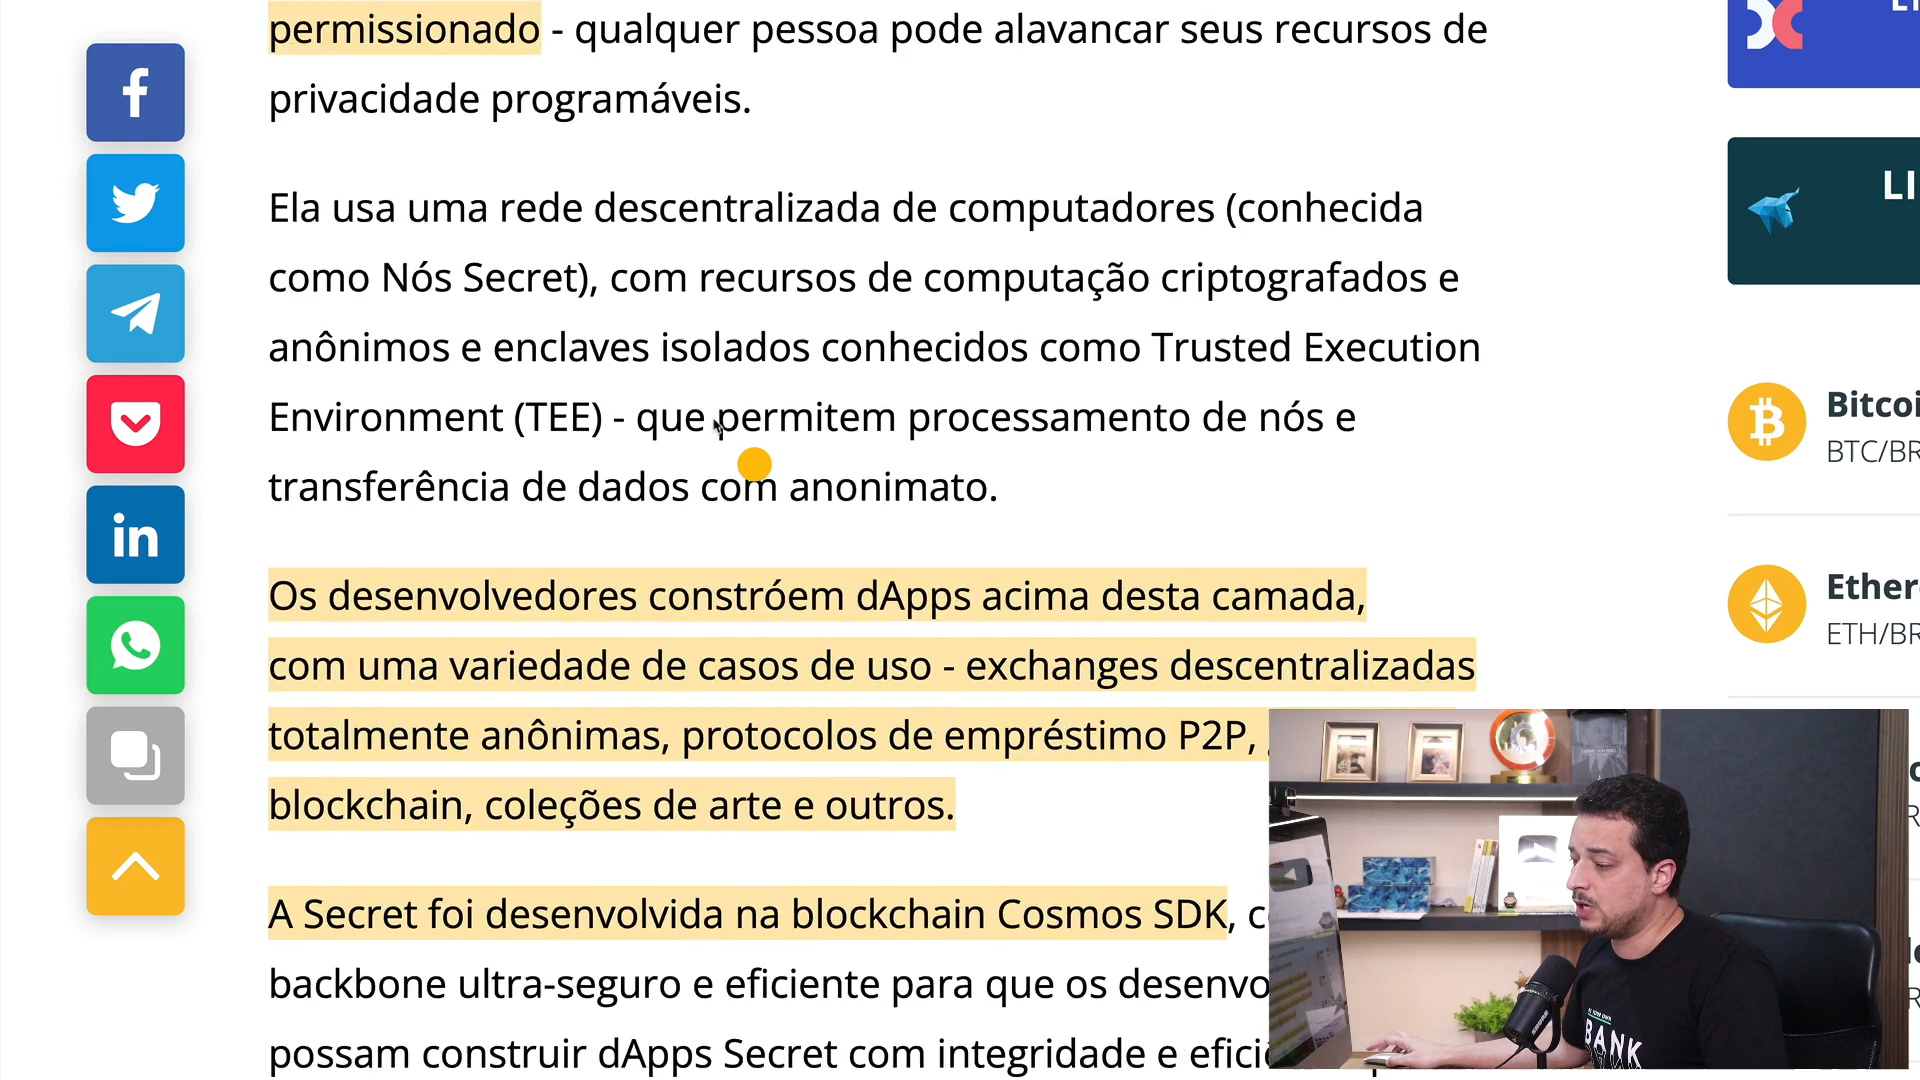 permissionado - qualquer pessoa pode alavancar seus recursos de
privacidade programáveis.
Ela usa uma rede descentralizada de computadores (conhecida
como Nós Secret), com recursos de computação criptografados e
anônimos e enclaves isolados conhecidos como Trusted Execution
Environment (TEE) - que permitem processamento de nós e
transferência de dados com anonimato.
Os desenvolvedores constróem dApps acima desta camada,
com uma variedade de casos de uso - exchanges descentralizadas
totalmente anônimas, protocolos de empréstimo P2P,
blockchain, coleções de arte e outros.
A Secret foi desenvolvida na blockchain Cosmos SDK,
backbone ultra-seguro e eficiente para que os desenvo
possam construir dApps Secret com integridade e efici
in
LI
Bitcoi
BTC/BR
Ether
ETH/BR
BE YOUR OWN
BANK